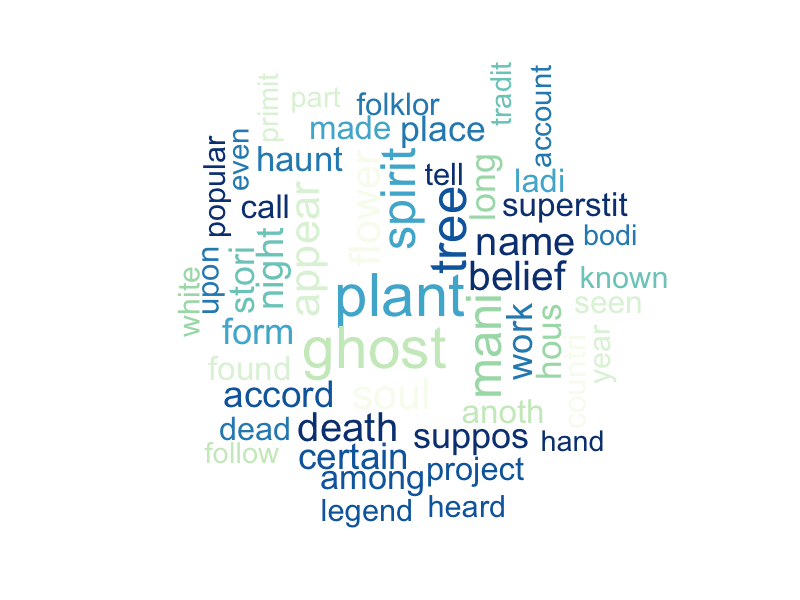 primit
part
folklor
tradit
account
made
place
popular
even
haunt
flower
spirit
tell
long
ladi
call
appear
tree
superstit
upon
stori
night
name
bodi
white
plant
belief
known
form
ghost
mani
work
hous
seen
found
soul
countri
year
accord
anoth
dead
death
suppos
hand
follow
certain
among
project
legend
heard